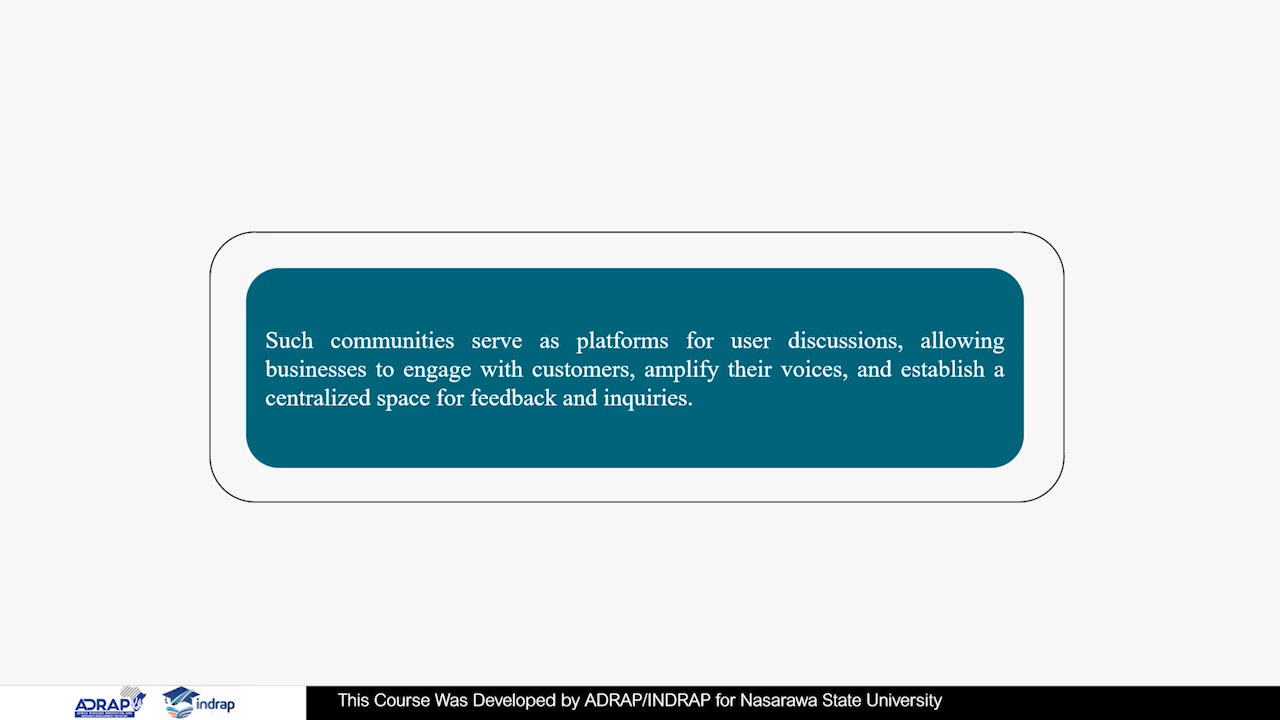 Such communities serve as platforms for user discussions, allowing
businesses to engage with customers, amplify their voices, and establish a
centralized space for feedback and inquiries.
ADRAP
indrap
This Course Was Developed by ADRAP/INDRAP for Nasarawa State University